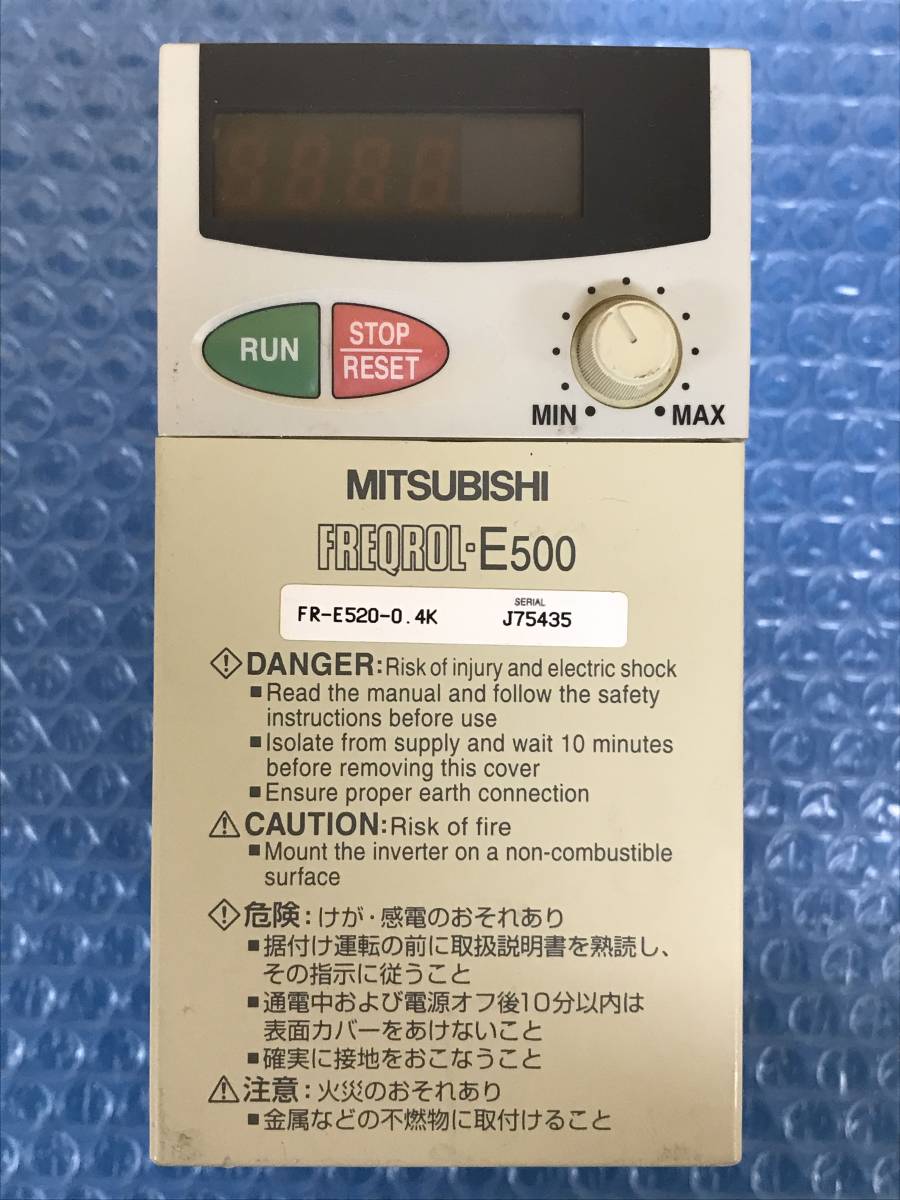 8888
RUN
STOP
RESET
MIN
MAX
MITSUBISHI
FREQROL-E500
FR-E520-0.4K
SERIAL
J75435
DANGER:Risk of injury and electric shock
■Read the manual and follow the safety
instructions before use
■Isolate from supply and wait 10 minutes
before removing this cover
■Ensure proper earth connection
CAUTION:Risk of fire
■Mount the inverter on a non-combustible
surface
危険:けが・感電のおそれあり
■据付け運転の前に取扱説明書を熟読し、
その指示に従うこと
■通電中および電源オフ後10分以内は
表面カバーをあけないこと
■確実に接地をおこなうこと
注意:火災のおそれあり
■金属などの不燃物に取付けること